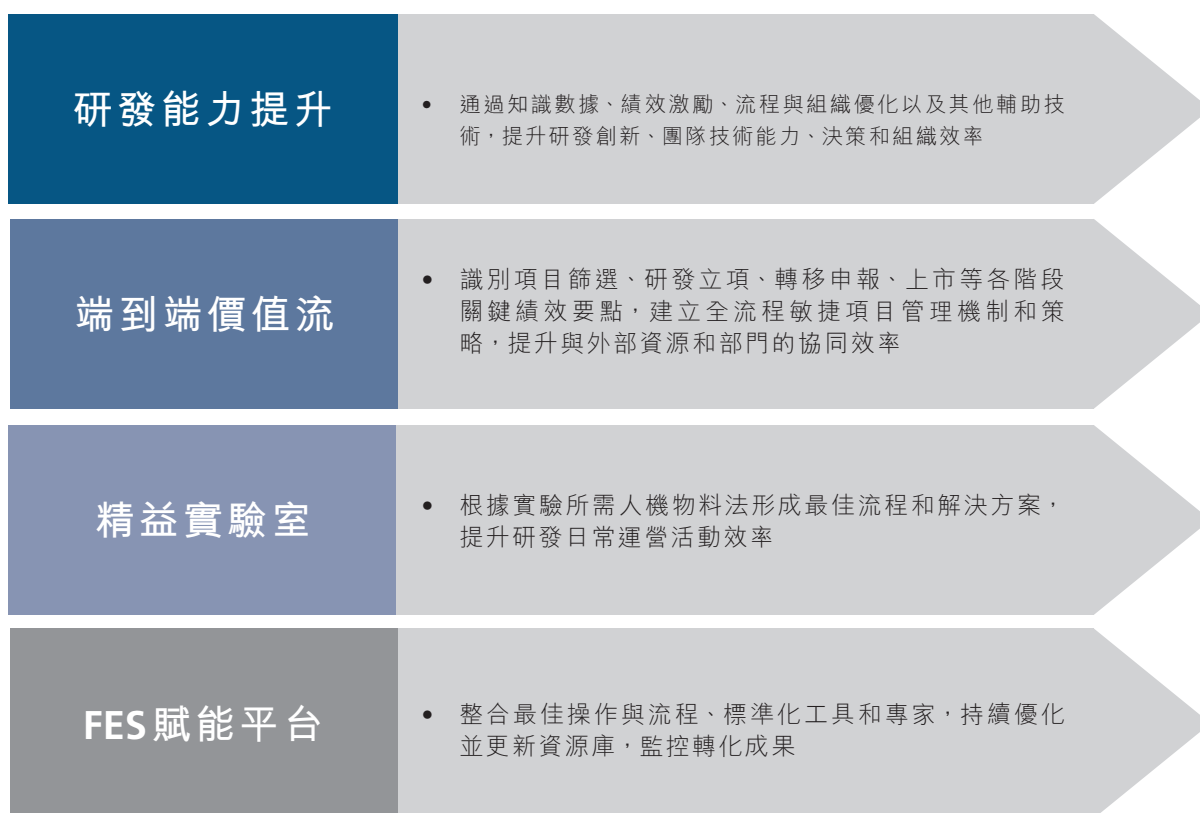 研發能力提升
• 通過知識數據、績效激勵、流程與組織優化以及其他輔助技
術，提升研發創新、團隊技術能力、決策和組織效率
端到端價值流
• 識別項目篩選、研發立項、轉移申報、上市等各階段
關鍵績效要點，建立全流程敏捷項目管理機制和策
略，提升與外部資源和部門的協同效率
精益實驗室
• 根據實驗所需人機物料法形成最佳流程和解決方案，
提升研發日常運營活動效率
FES賦能平台
• 整合最佳操作與流程、標準化工具和專家，持續優化
並更新資源庫，監控轉化成果